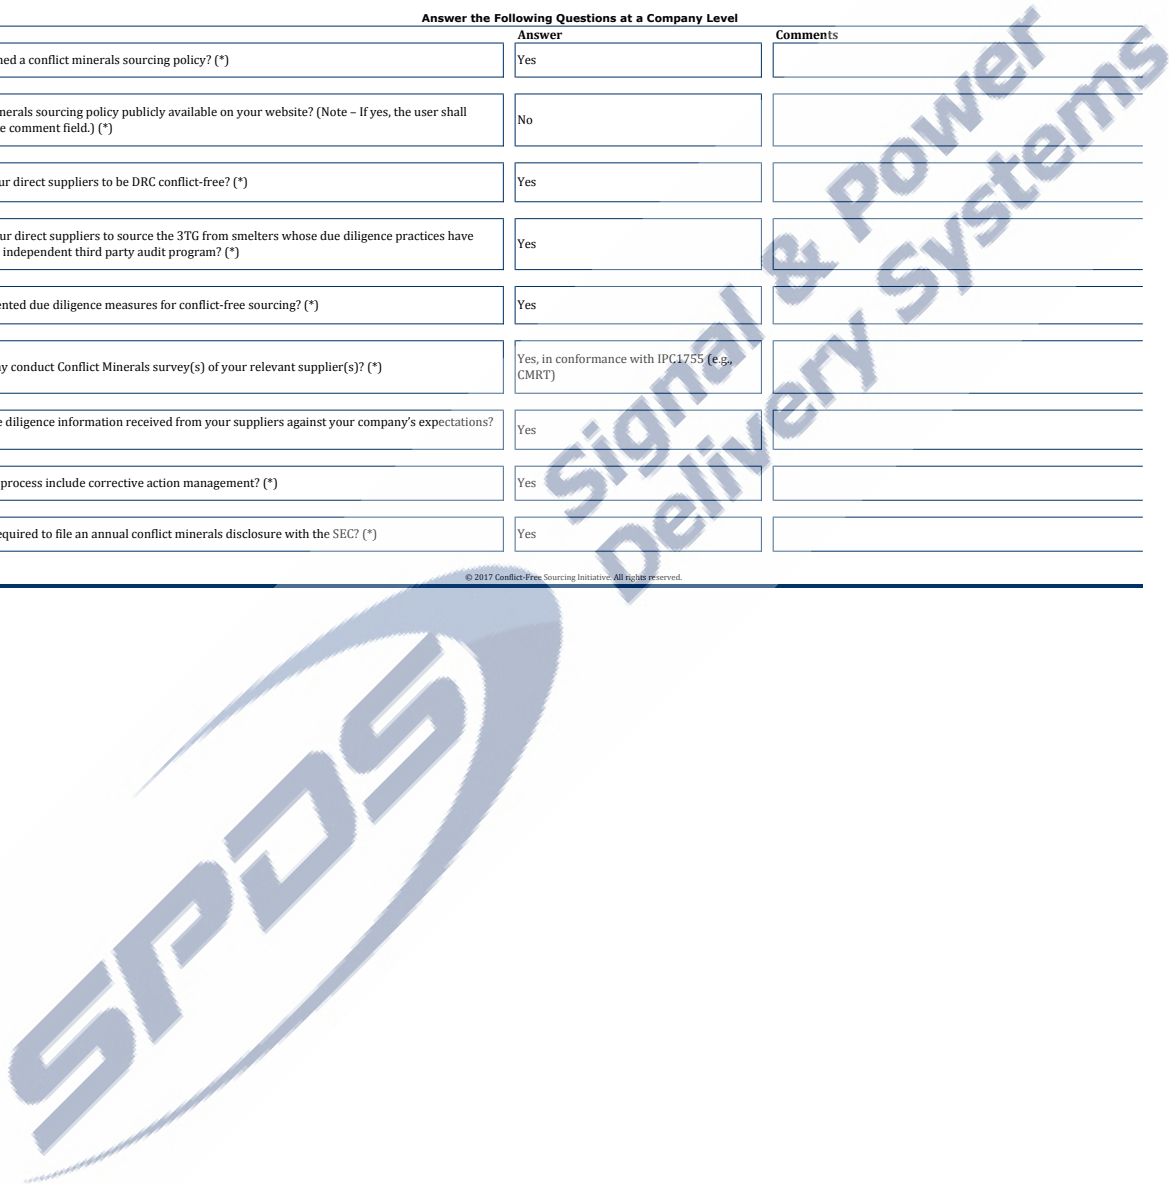 Answer the Following Questions at a Company Level
Answer Comments
ned a conflict minerals sourcing policy? (*) Yes
nerals sourcing policy publicly available on your website? (Note – If yes, the user shall
e comment field.) (*) No
ur direct suppliers to be DRC conflict-free? (*) Yes
ur direct suppliers to source the 3TG from smelters whose due diligence practices have
independent third party audit program? (*) Yes
ented due diligence measures for conflict-free sourcing? (*) Yes
y conduct Conflict Minerals survey(s) of your relevant supplier(s)? (*) Yes, in conformance with IPC1755 (e.g.,
CMRT)
e diligence information received from your suppliers against your company's expectations? Yes
process include corrective action management? (*) Yes
equired to file an annual conflict minerals disclosure with the SEC? (*) Yes
© 2017 Conflict-Free Sourcing Initiative. All rights reserved.
SPDS
Signal & Power
Delivery Systems